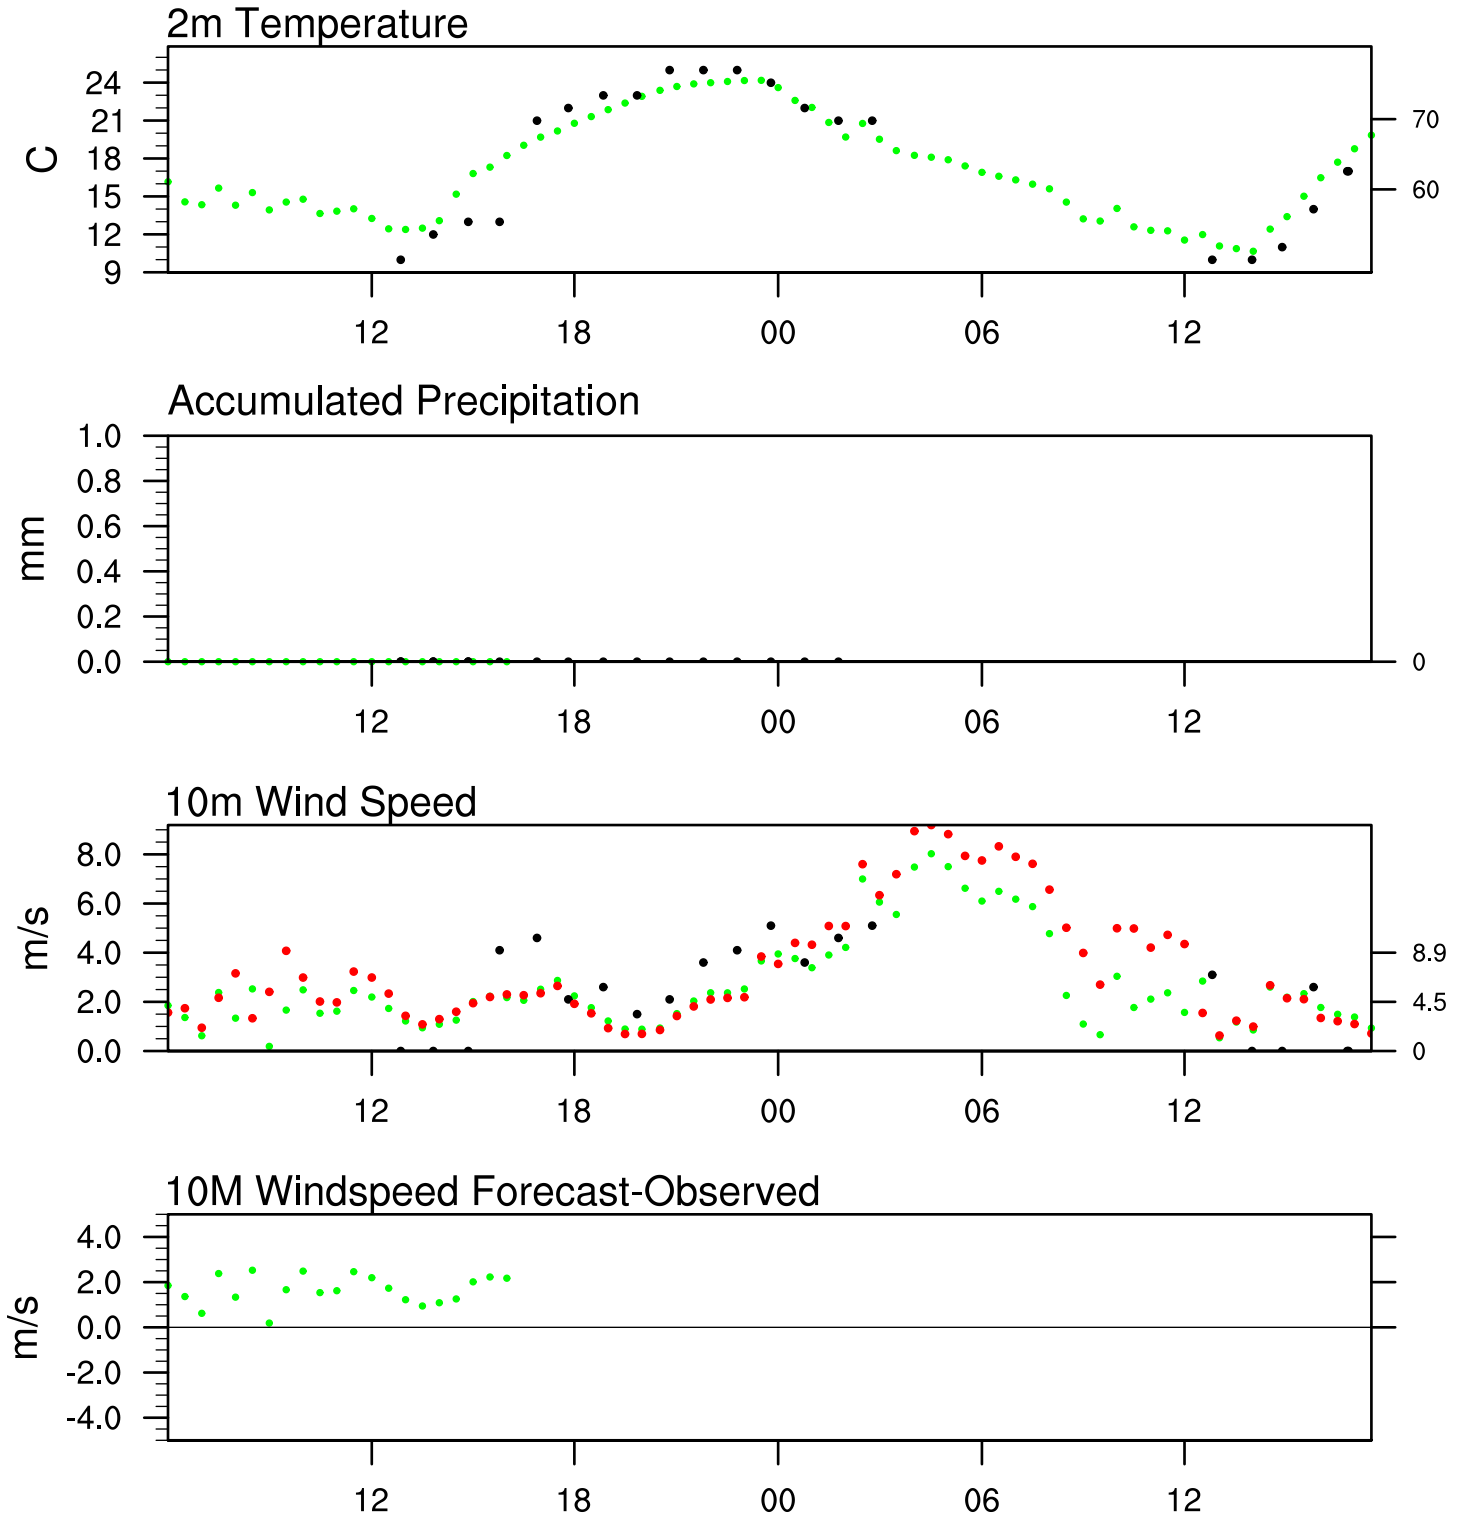 2m Temperature
24
21
18
15
12
9
C
70
60
12 18 00 06 12
Accumulated Precipitation
1.0
0.8
0.6
0.4
0.2
0.0
mm
0
12 18 00 06 12
10m Wind Speed
8.0
6.0
4.0
2.0
0.0
m/s
8.9
4.5
0
12 18 00 06 12
10M Windspeed Forecast-Observed
4.0
2.0
0.0
-2.0
-4.0
m/s
12 18 00 06 12